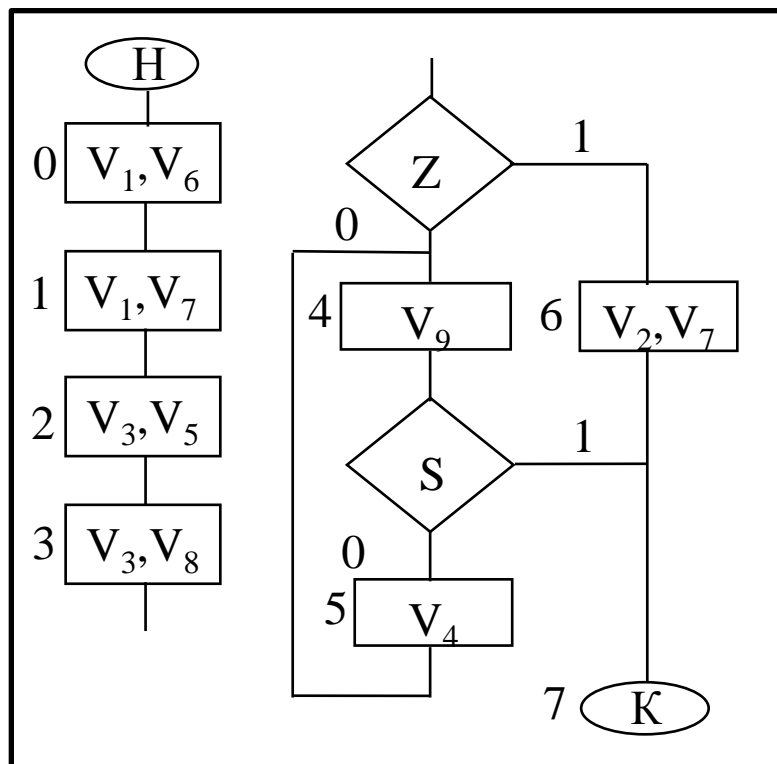 Н
0 V₁,V₆
1 V₁,V₇
2 V₃,V₅
3 V₃,V₈
Z
1
0
4 V₉
6 V₂,V₇
S
1
0
5 V₄
7 К